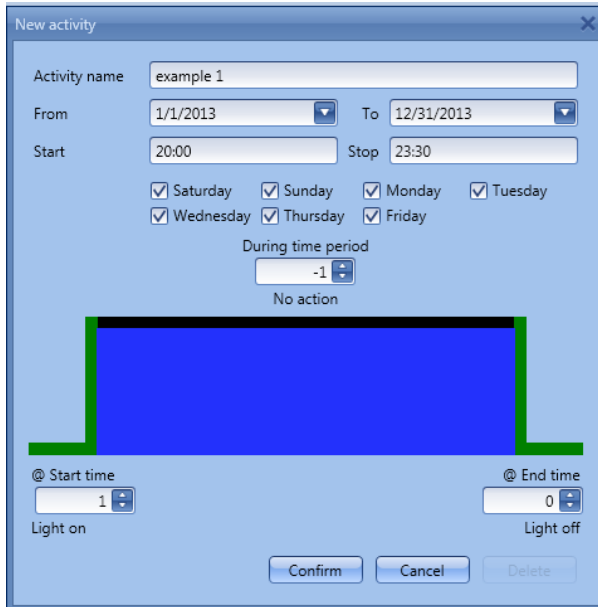 New activity
Activity name example 1
From 1/1/2013 To 12/31/2013
Start 20:00 Stop 23:30
Saturday Sunday Monday Tuesday
Wednesday Thursday Friday
During time period
-1
No action
@ Start time @ End time
1 0
Light on Light off
Confirm Cancel Delete